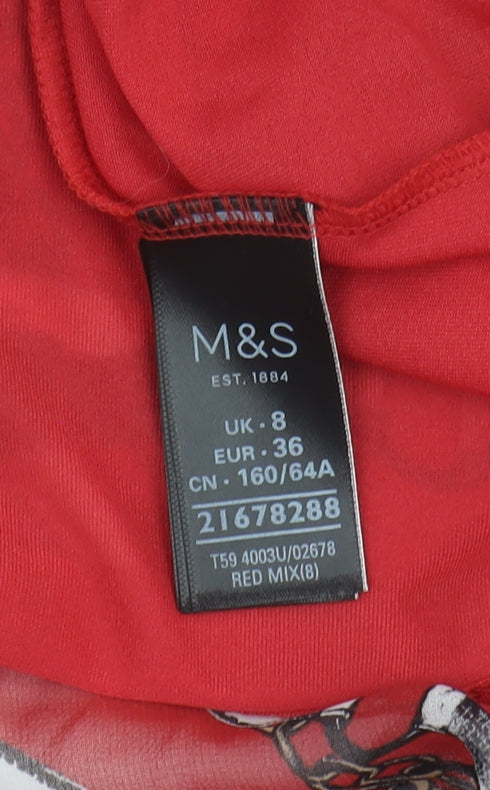 M&S
EST. 1884
UK · 8
EUR · 36
CN · 160/64A
21678288
T59 4003U/02678
RED MIX(8)